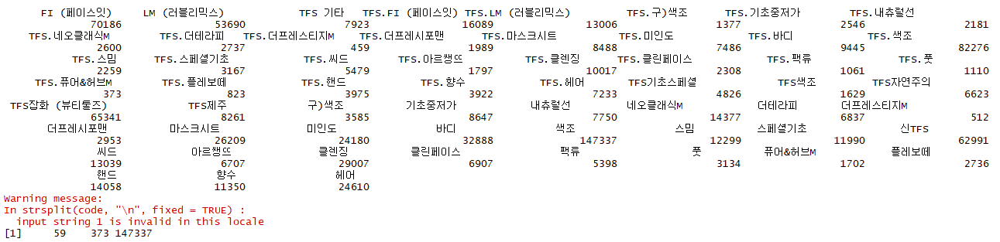 FI (페이스잇) LM (러블리믹스) TFS 기타 TFS.FI (페이스잇) TFS.LM (러블리믹스) TFS.구)색조 TFS.기초중저가 TFS.내츄럴선
70186 53690 7923 16089 13006 1377 2546 2181
TFS.네오클래식M TFS.더테라피 TFS.더프레스티지M TFS.더프레시포맨 TFS.마스크시트 TFS.미인도 TFS.바디 TFS.색조
2600 2737 459 1989 8488 7486 9445 82276
TFS.스밈 TFS.스페셜기초 TFS.씨드 TFS.아르쌩뜨 TFS.클렌징 TFS.클린페이스 TFS.팩류 TFS.풋
2259 3167 5479 1797 10017 2308 1061 1110
TFS.퓨어&허브M TFS.플레보떼 TFS.핸드 TFS.향수 TFS.헤어 TFS기초스페셜 TFS색조 TFS자연주의
373 823 3975 3922 7233 4826 1629 6623
TFS잡화 (뷰티툴즈) TFS제주 구)색조 기초중저가 내츄럴선 네오클래식M 더테라피 더프레스티지M
65341 8261 3585 8647 7750 14377 6837 512
더프레시포맨 마스크시트 미인도 바디 색조 스밈 스페셜기초 신TFS
2953 26209 24180 32888 147337 12299 11990 62991
씨드 아르쌩뜨 클렌징 클린페이스 팩류 풋 퓨어&허브M 플레보떼
13039 6707 29007 6907 5398 3134 1702 2736
핸드 향수 헤어
14058 11350 24610
Warning message:
In strsplit(code, "\n", fixed = TRUE) :
input string 1 is invalid in this locale
[1] 59 373 147337